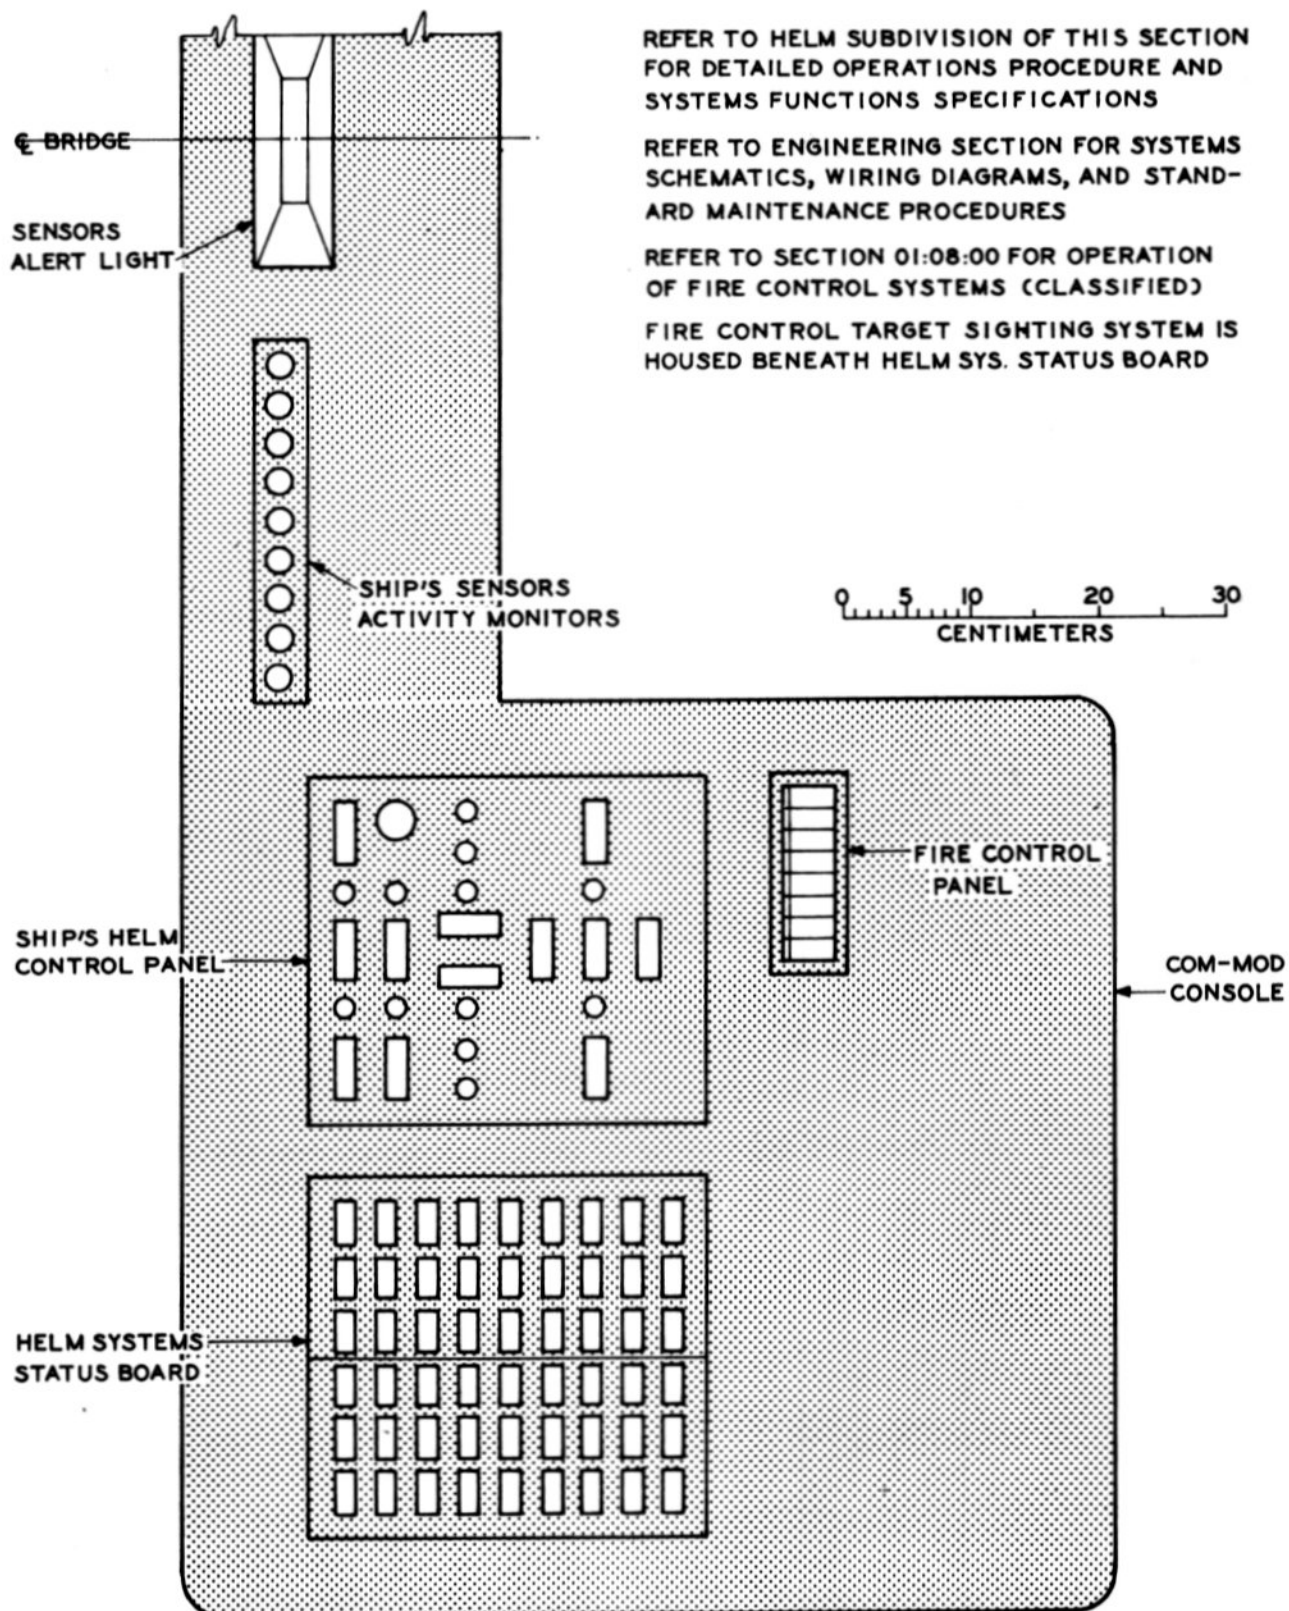 REFER TO HELM SUBDIVISION OF THIS SECTION
FOR DETAILED OPERATIONS PROCEDURE AND
SYSTEMS FUNCTIONS SPECIFICATIONS
REFER TO ENGINEERING SECTION FOR SYSTEMS
SCHEMATICS, WIRING DIAGRAMS, AND STAND-
ARD MAINTENANCE PROCEDURES
REFER TO SECTION 01:08:00 FOR OPERATION
OF FIRE CONTROL SYSTEMS (CLASSIFIED)
FIRE CONTROL TARGET SIGHTING SYSTEM IS
HOUSED BENEATH HELM SYS. STATUS BOARD
℄ BRIDGE
SENSORS
ALERT LIGHT
SHIP'S SENSORS
ACTIVITY MONITORS
0 5 10 20 30
CENTIMETERS
FIRE CONTROL
PANEL
SHIP'S HELM
CONTROL PANEL
COM-MOD
CONSOLE
HELM SYSTEMS
STATUS BOARD